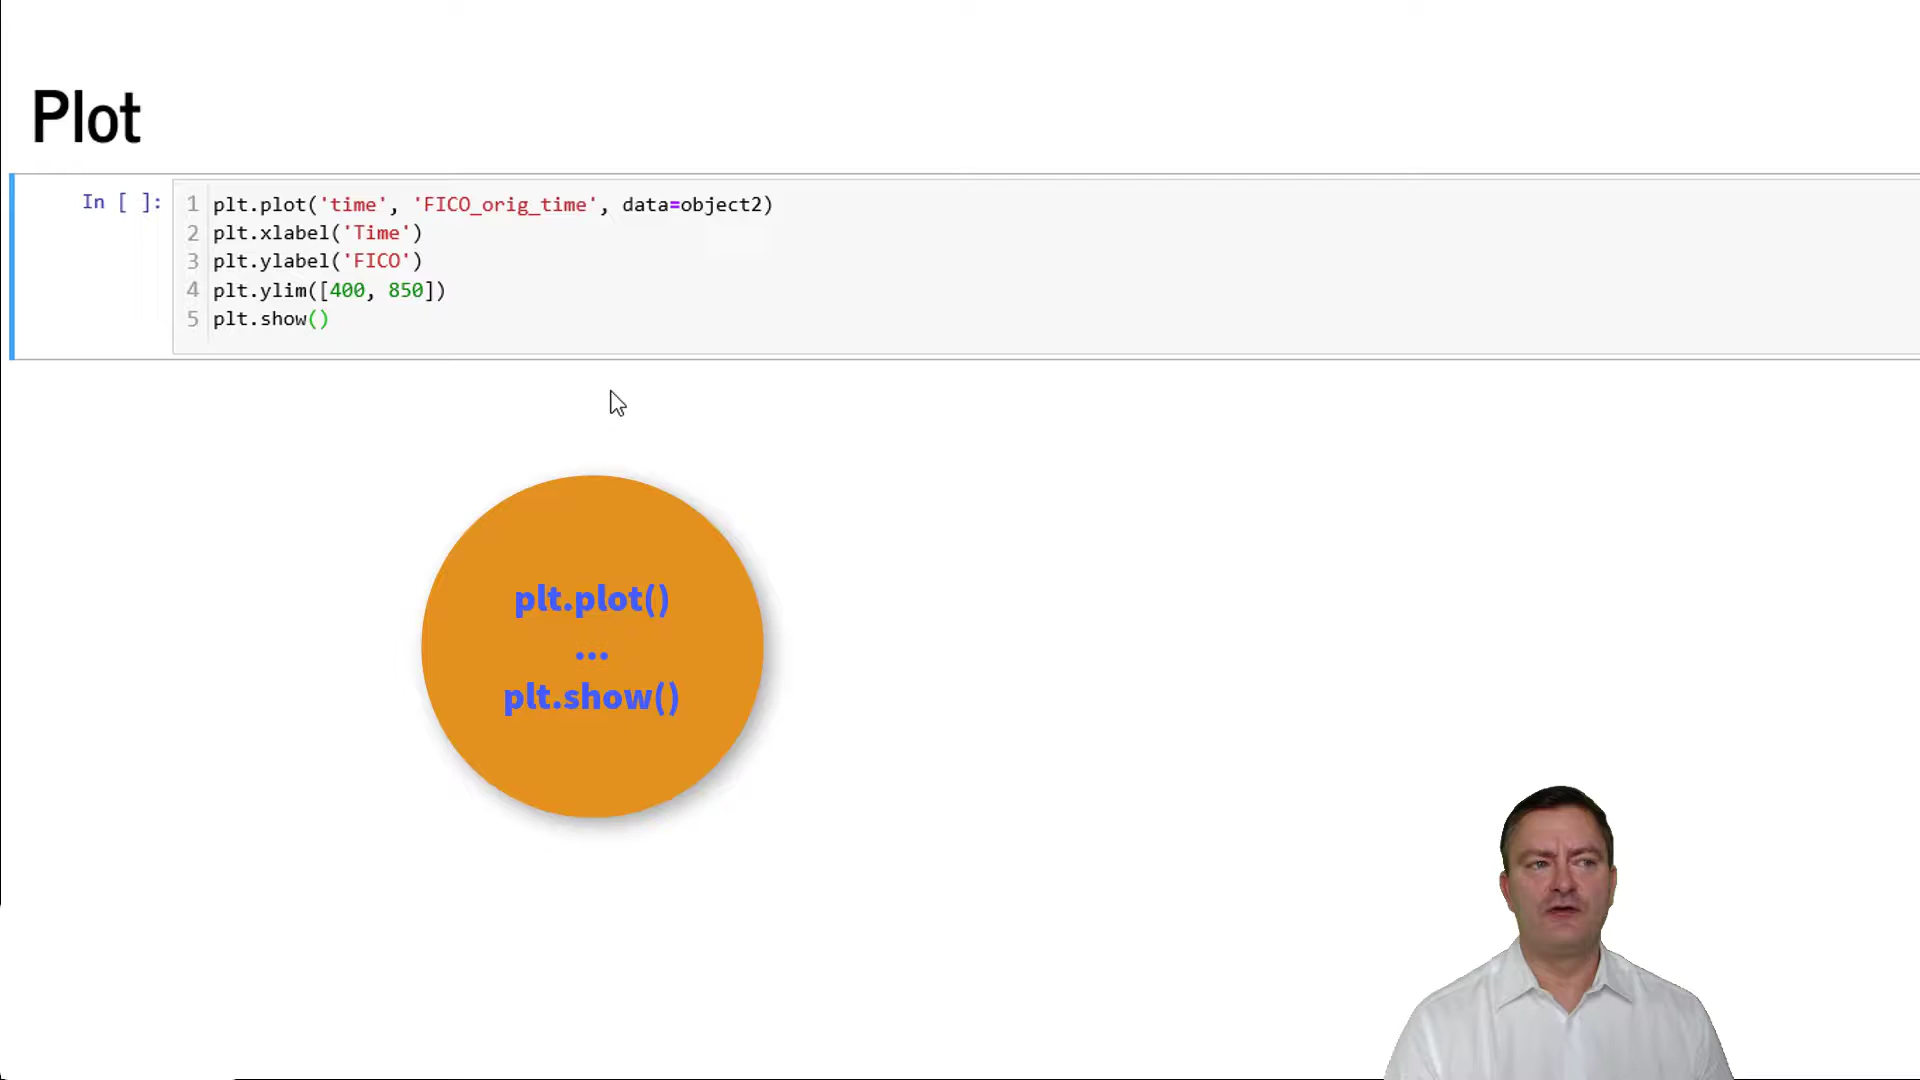 Plot
In [ ]:
1 plt.plot('time', 'FICO_orig_time', data=object2)
2 plt.xlabel('Time')
3 plt.ylabel('FICO')
4 plt.ylim([400, 850])
5 plt.show()
plt.plot()
...
plt.show()